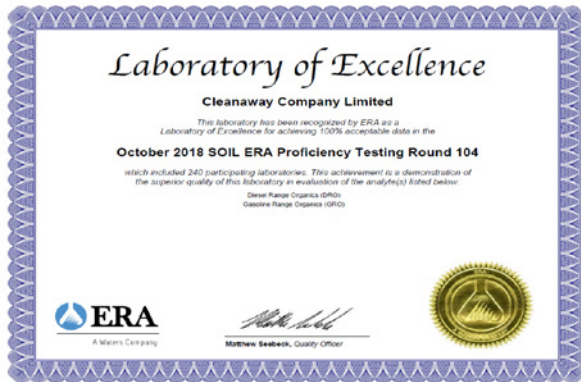 Laboratory of Excellence
Cleanaway Company Limited
This laboratory has been recognized by ERA as a
Laboratory of Excellence for achieving 100% acceptable data in the
October 2018 SOIL ERA Proficiency Testing Round 104
which included 240 participating laboratories. This achievement is a demonstration of
the superior quality of this laboratory in evaluation of the analyte(s) listed below.
Diesel Range Organics (DRO)
Gasoline Range Organics (GRO)
ERA
A Waters Company
Matthew Seebeck, Quality Officer
ERA